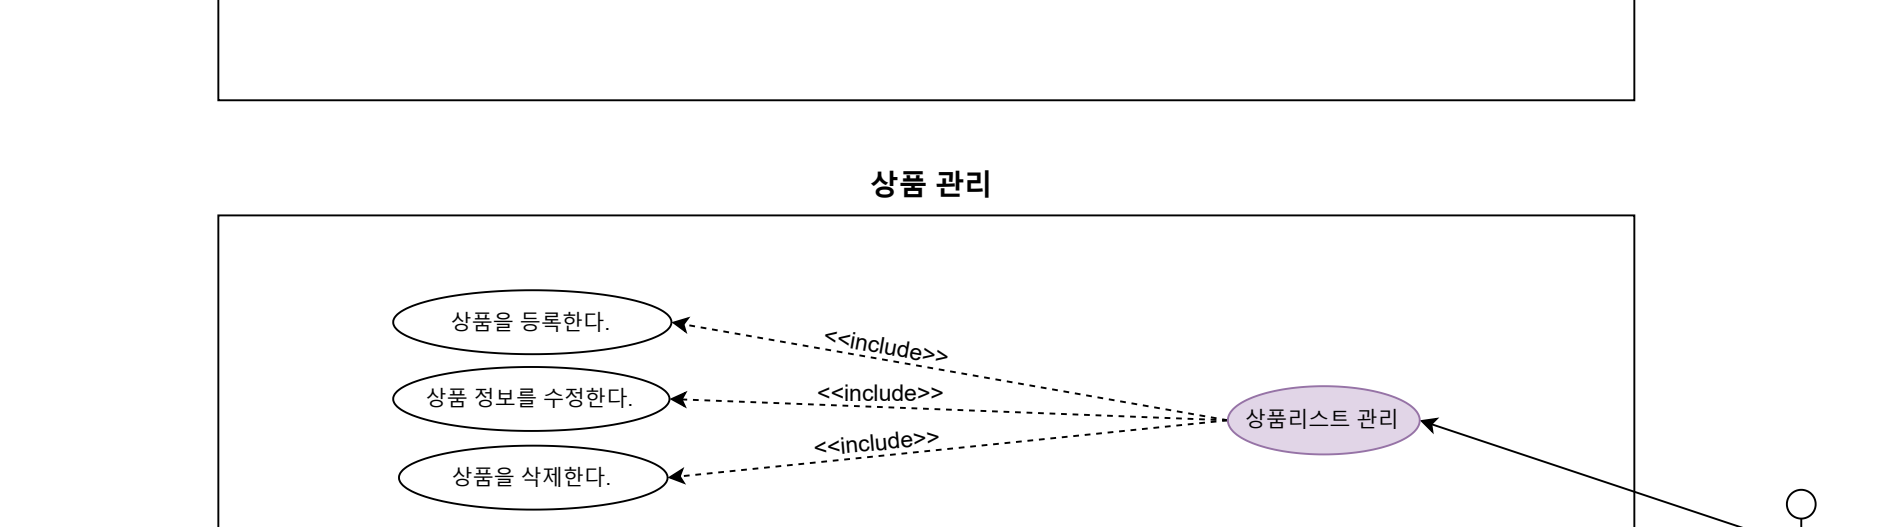 상품 관리
상품을 등록한다.
<<include>>
상품 정보를 수정한다.
<<include>>
상품리스트 관리
<<include>>
상품을 삭제한다.